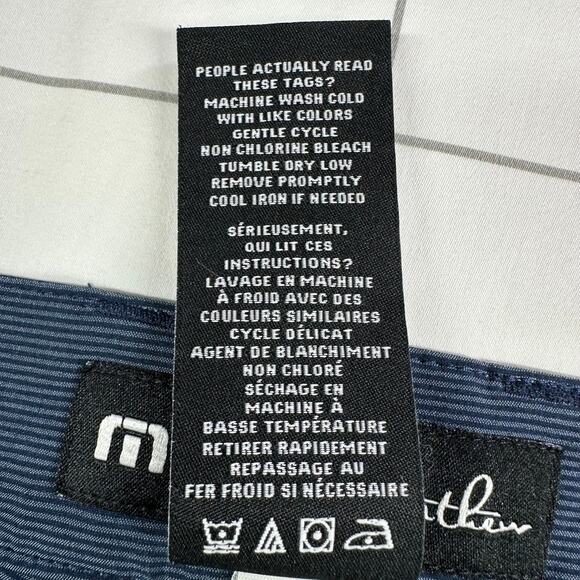 PEOPLE ACTUALLY READ
THESE TAGS?
MACHINE WASH COLD
WITH LIKE COLORS
GENTLE CYCLE
NON CHLORINE BLEACH
TUMBLE DRY LOW
REMOVE PROMPTLY
COOL IRON IF NEEDED
SÉRIEUSEMENT,
QUI LIT CES
INSTRUCTIONS?
LAVAGE EN MACHINE
À FROID AVEC DES
COULEURS SIMILAIRES
CYCLE DÉLICAT
AGENT DE BLANCHIMENT
NON CHLORÉ
SÉCHAGE EN
MACHINE À
BASSE TEMPÉRATURE
RETIRER RAPIDEMENT
REPASSAGE AU
FER FROID SI NÉCESSAIRE